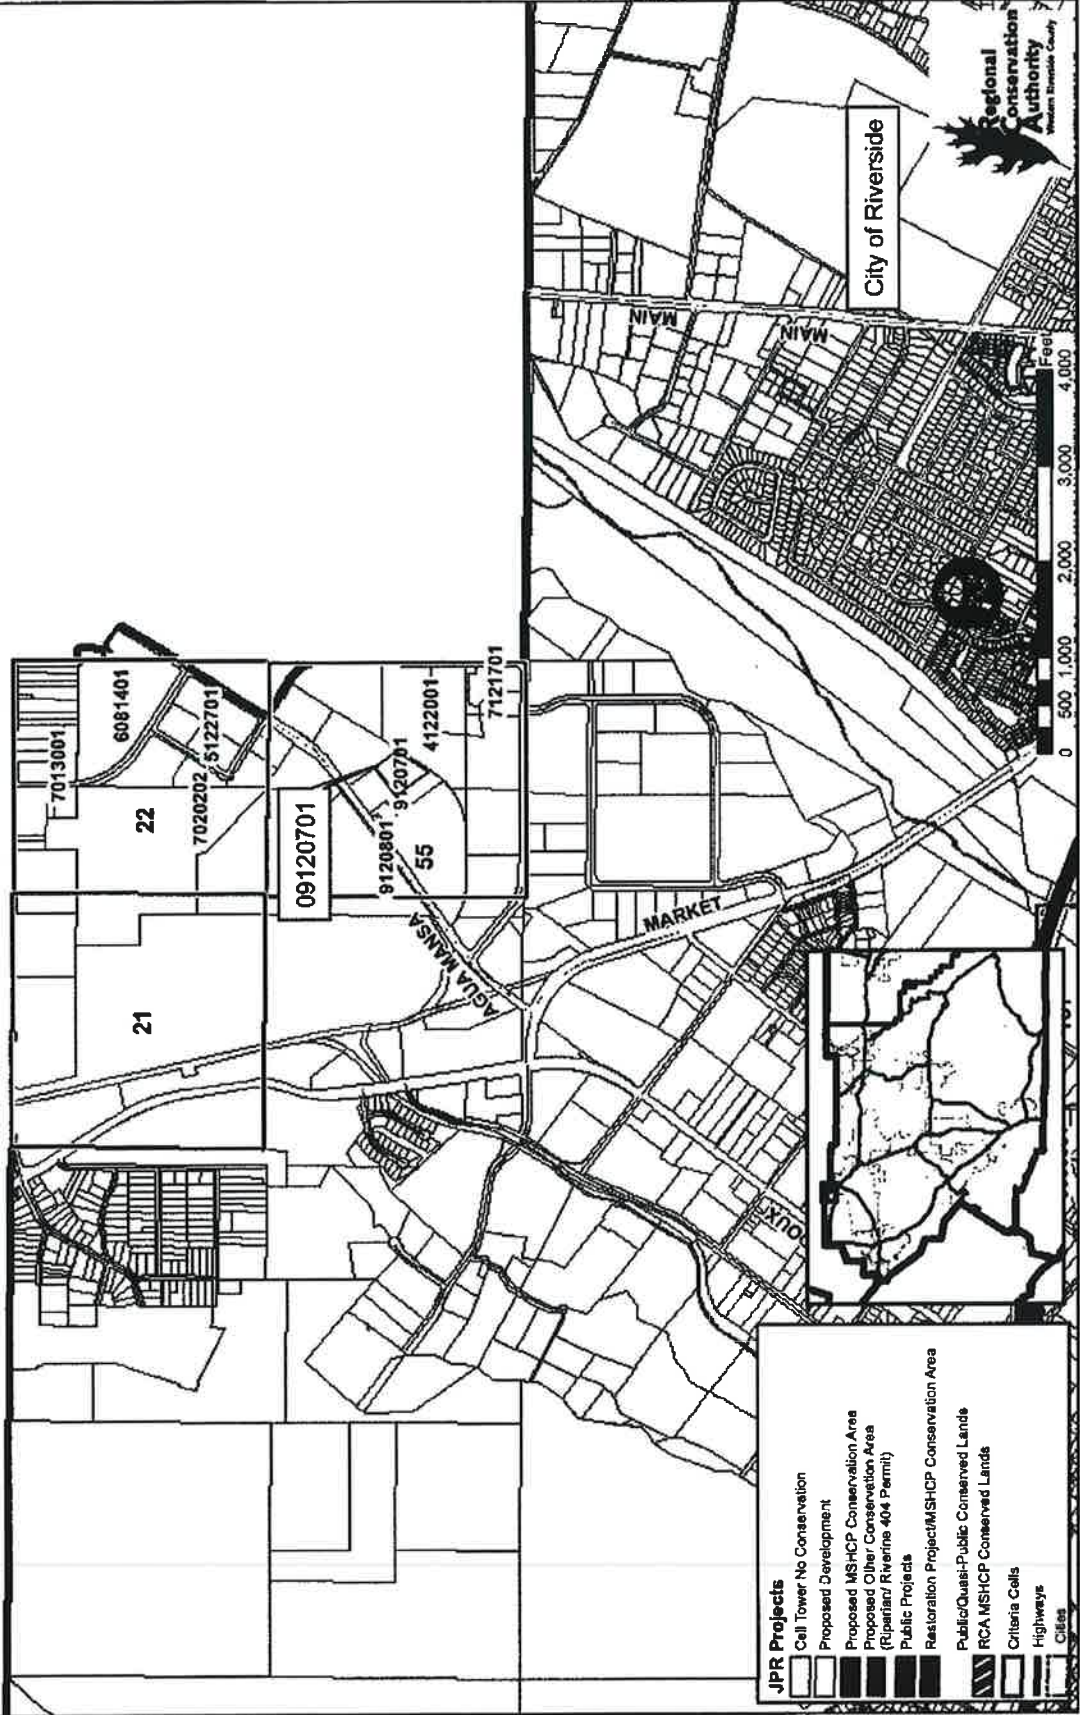 7013001
6081401
22
7020202
5122701
21
09120701
9120801
9120701
55
4122001
7121701
AGUA MANSA
MARKET
MAIN
MAIN
City of Riverside
Regional
Conservation
Authority
Western Riverside County
0 500 1,000 2,000 3,000 4,000
Feet
JPR Projects
Cell Tower No Conservation
Proposed Development
Proposed MSHCP Conservation Area
Proposed Other Conservation Area
(Riparian/ Riverine 404 Permit)
Public Projects
Restoration Project/MSHCP Conservation Area
Public/Quasi-Public Conserved Lands
RCA MSHCP Conserved Lands
Criteria Cells
Highways
Cities